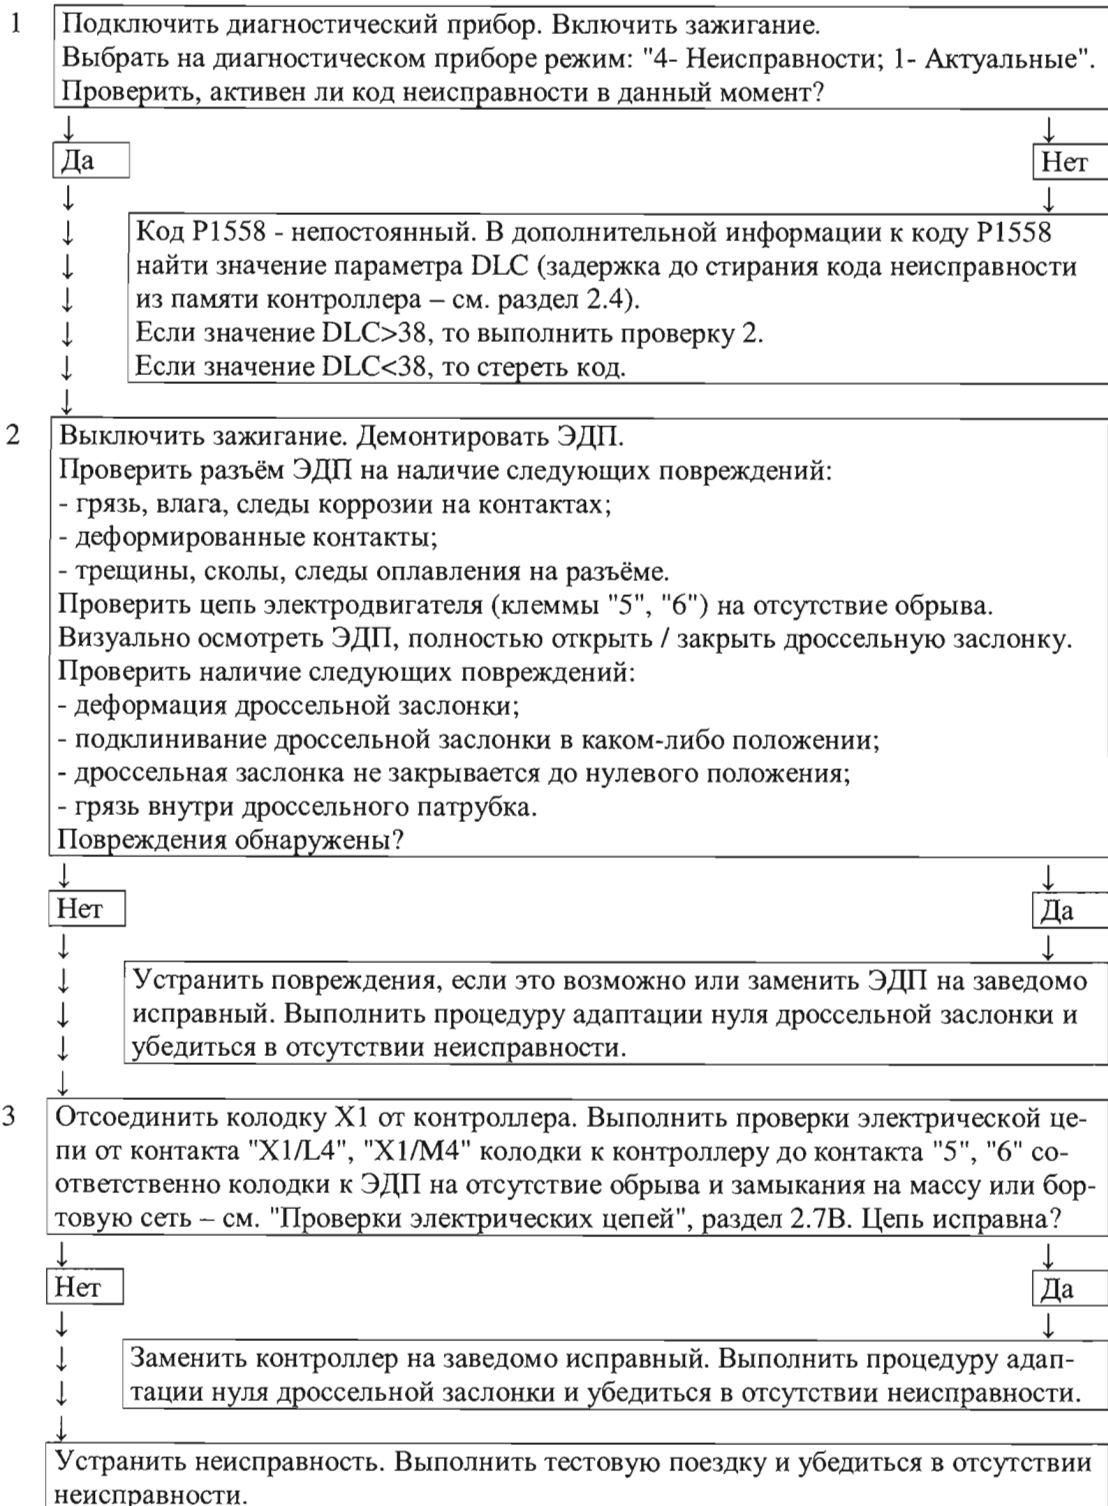 1 Подключить диагностический прибор. Включить зажигание.
Выбрать на диагностическом приборе режим: "4- Неисправности; 1- Актуальные".
Проверить, активен ли код неисправности в данный момент?
↓ ↓
Да Нет
↓ ↓
↓ Код P1558 - непостоянный. В дополнительной информации к коду P1558
↓ найти значение параметра DLC (задержка до стирания кода неисправности
↓ из памяти контроллера – см. раздел 2.4).
↓ Если значение DLC>38, то выполнить проверку 2.
↓ Если значение DLC<38, то стереть код.
↓
2 Выключить зажигание. Демонтировать ЭДП.
Проверить разъём ЭДП на наличие следующих повреждений:
- грязь, влага, следы коррозии на контактах;
- деформированные контакты;
- трещины, сколы, следы оплавления на разъёме.
Проверить цепь электродвигателя (клеммы "5", "6") на отсутствие обрыва.
Визуально осмотреть ЭДП, полностью открыть / закрыть дроссельную заслонку.
Проверить наличие следующих повреждений:
- деформация дроссельной заслонки;
- подклинивание дроссельной заслонки в каком-либо положении;
- дроссельная заслонка не закрывается до нулевого положения;
- грязь внутри дроссельного патрубка.
Повреждения обнаружены?
↓ ↓
Нет Да
↓ ↓
↓ Устранить повреждения, если это возможно или заменить ЭДП на заведомо
↓ исправный. Выполнить процедуру адаптации нуля дроссельной заслонки и
↓ убедиться в отсутствии неисправности.
↓
3 Отсоединить колодку X1 от контроллера. Выполнить проверки электрической це-
пи от контакта "X1/L4", "X1/M4" колодки к контроллеру до контакта "5", "6" со-
ответственно колодки к ЭДП на отсутствие обрыва и замыкания на массу или бор-
товую сеть – см. "Проверки электрических цепей", раздел 2.7В. Цепь исправна?
↓ ↓
Нет Да
↓ ↓
↓ Заменить контроллер на заведомо исправный. Выполнить процедуру адап-
↓ тации нуля дроссельной заслонки и убедиться в отсутствии неисправности.
↓
Устранить неисправность. Выполнить тестовую поездку и убедиться в отсутствии
неисправности.